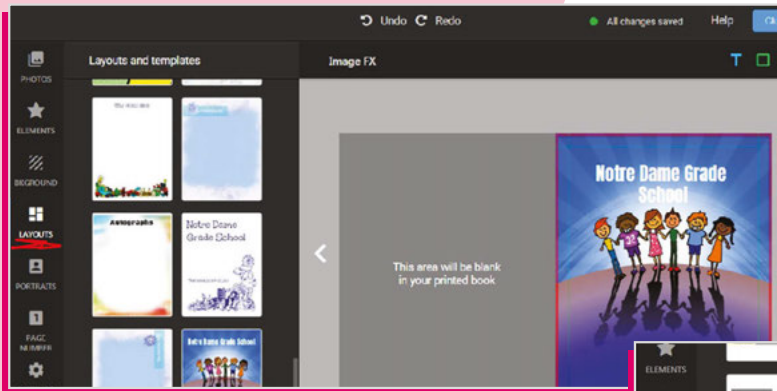 Undo Redo
All changes saved
Help
PHOTOS
Layouts and templates
Image FX
T
ELEMENTS
BKGROUND
LAYOUTS
Autographs
Notre Dame
Grade School
PORTRAITS
PAGE
NUMBER
Notre Dame Grade School
This area will be blank
in your printed book
Notre Dame Grade
School
ELEMENTS